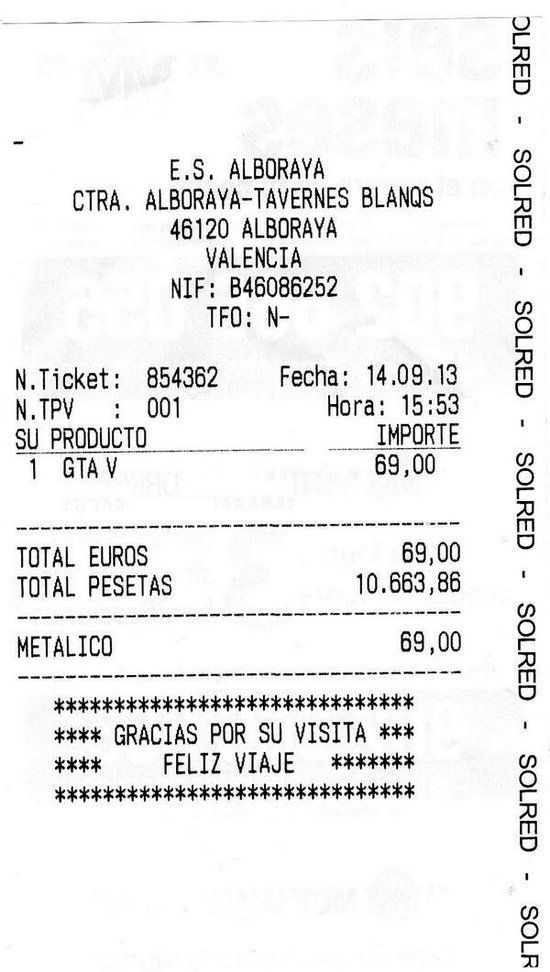 E.S. ALBORAYA
CTRA. ALBORAYA-TAVERNES BLANQS
46120 ALBORAYA
VALENCIA
NIF: B46086252
TFO: N-
N.Ticket: 854362 Fecha: 14.09.13
N.TPV : 001 Hora: 15:53
SU PRODUCTO IMPORTE
1 GTA V 69,00
TOTAL EUROS 69,00
TOTAL PESETAS 10.663,86
METALICO 69,00
******************************
**** GRACIAS POR SU VISITA ***
**** FELIZ VIAJE *******
******************************
OLRED - SOLRED - SOLRED - SOLRED - SOLRED - SOLRED - SOLR